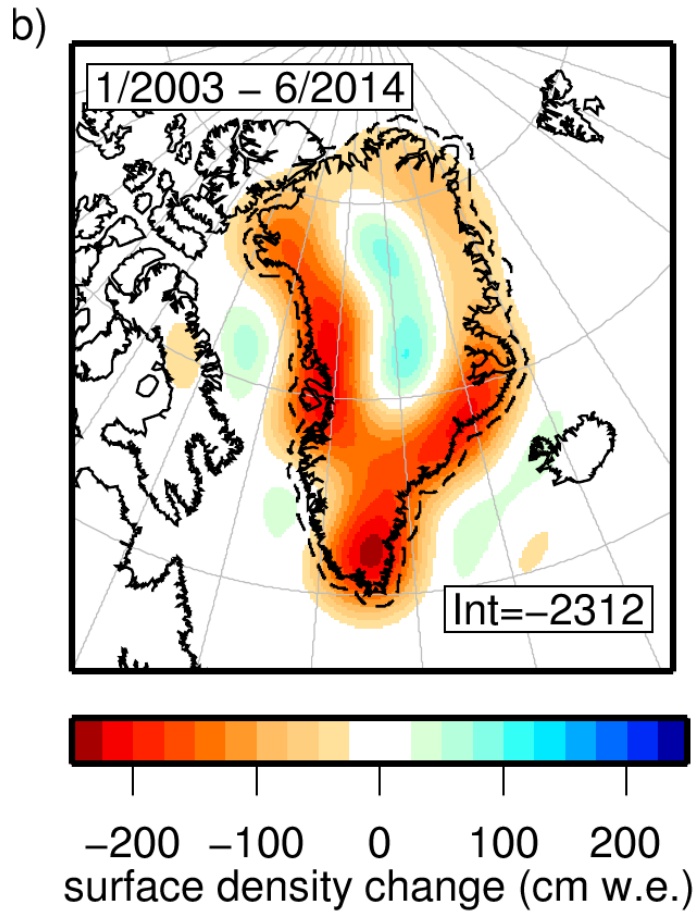 b)
1/2003 − 6/2014
Int=−2312
−200 −100 0 100 200
surface density change (cm w.e.)